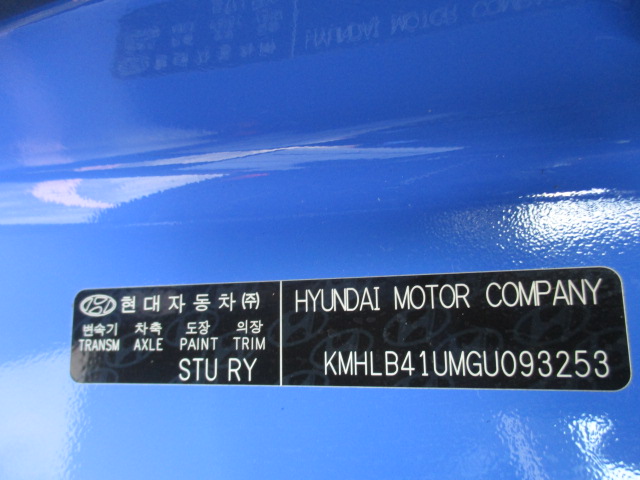 현대자동차㈜
변속기 차축 도장 의장
TRANSM AXLE PAINT TRIM
STU RY
HYUNDAI MOTOR COMPANY
KMHLB41UMGU093253